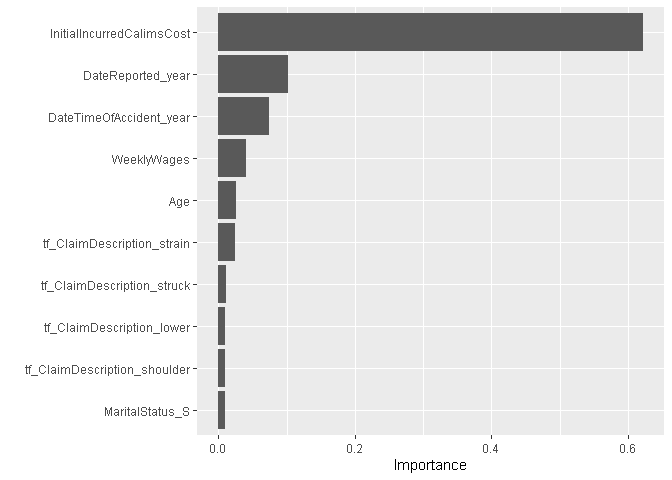 InitialIncurredCalimsCost
DateReported_year
DateTimeOfAccident_year
WeeklyWages
Age
tf_ClaimDescription_strain
tf_ClaimDescription_struck
tf_ClaimDescription_lower
tf_ClaimDescription_shoulder
MaritalStatus_S
0.0 0.2 0.4 0.6
Importance